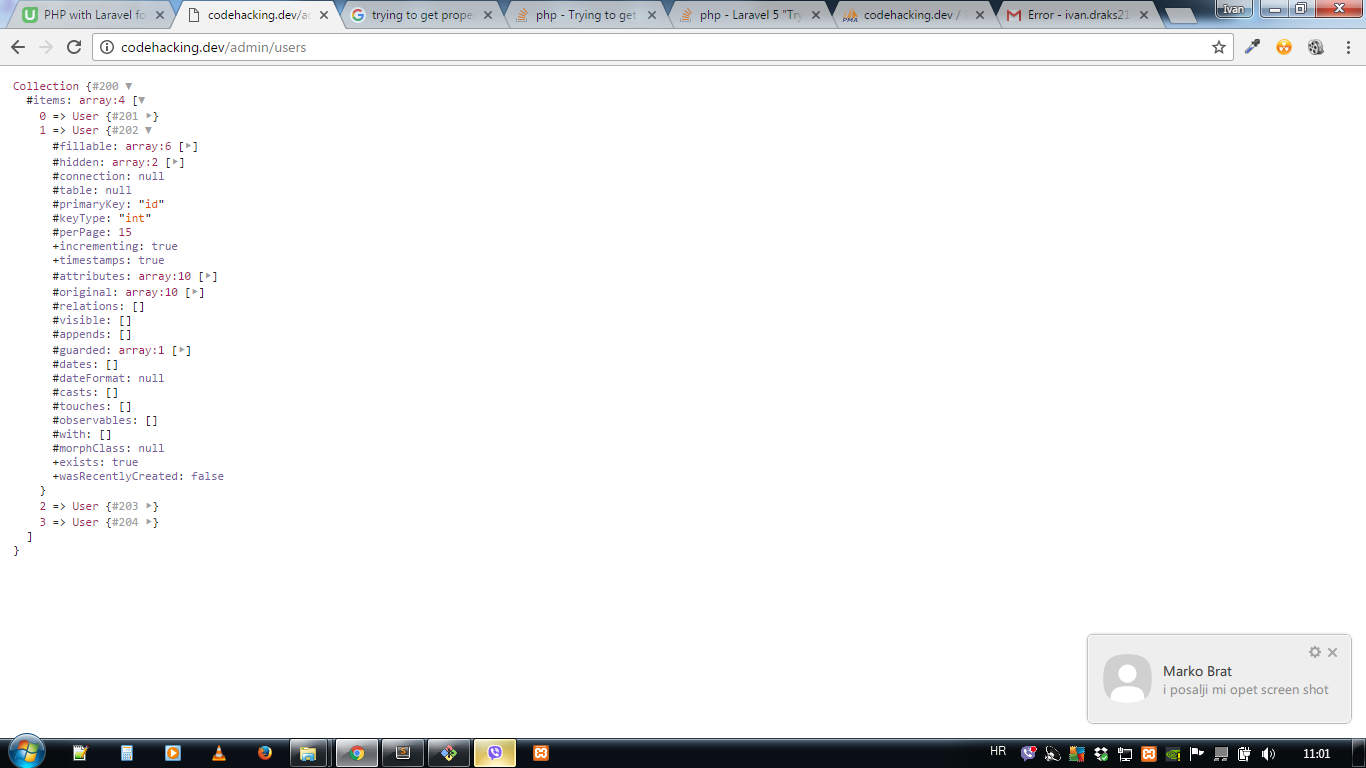 PHP with Laravel fo
codehacking.dev/ad
trying to get prope
php - Trying to get
php - Laravel 5 "Try
codehacking.dev /
Error - ivan.draks21
Ivan
codehacking.dev/admin/users
Collection {#200 ▼
#items: array:4 [▼
0 => User {#201 ▶}
1 => User {#202 ▼
#fillable: array:6 [▶]
#hidden: array:2 [▶]
#connection: null
#table: null
#primaryKey: "id"
#keyType: "int"
#perPage: 15
+incrementing: true
+timestamps: true
#attributes: array:10 [▶]
#original: array:10 [▶]
#relations: []
#visible: []
#appends: []
#guarded: array:1 [▶]
#dates: []
#dateFormat: null
#casts: []
#touches: []
#observables: []
#with: []
#morphClass: null
+exists: true
+wasRecentlyCreated: false
}
2 => User {#203 ▶}
3 => User {#204 ▶}
]
}
Marko Brat
i posalji mi opet screen shot
HR
11:01